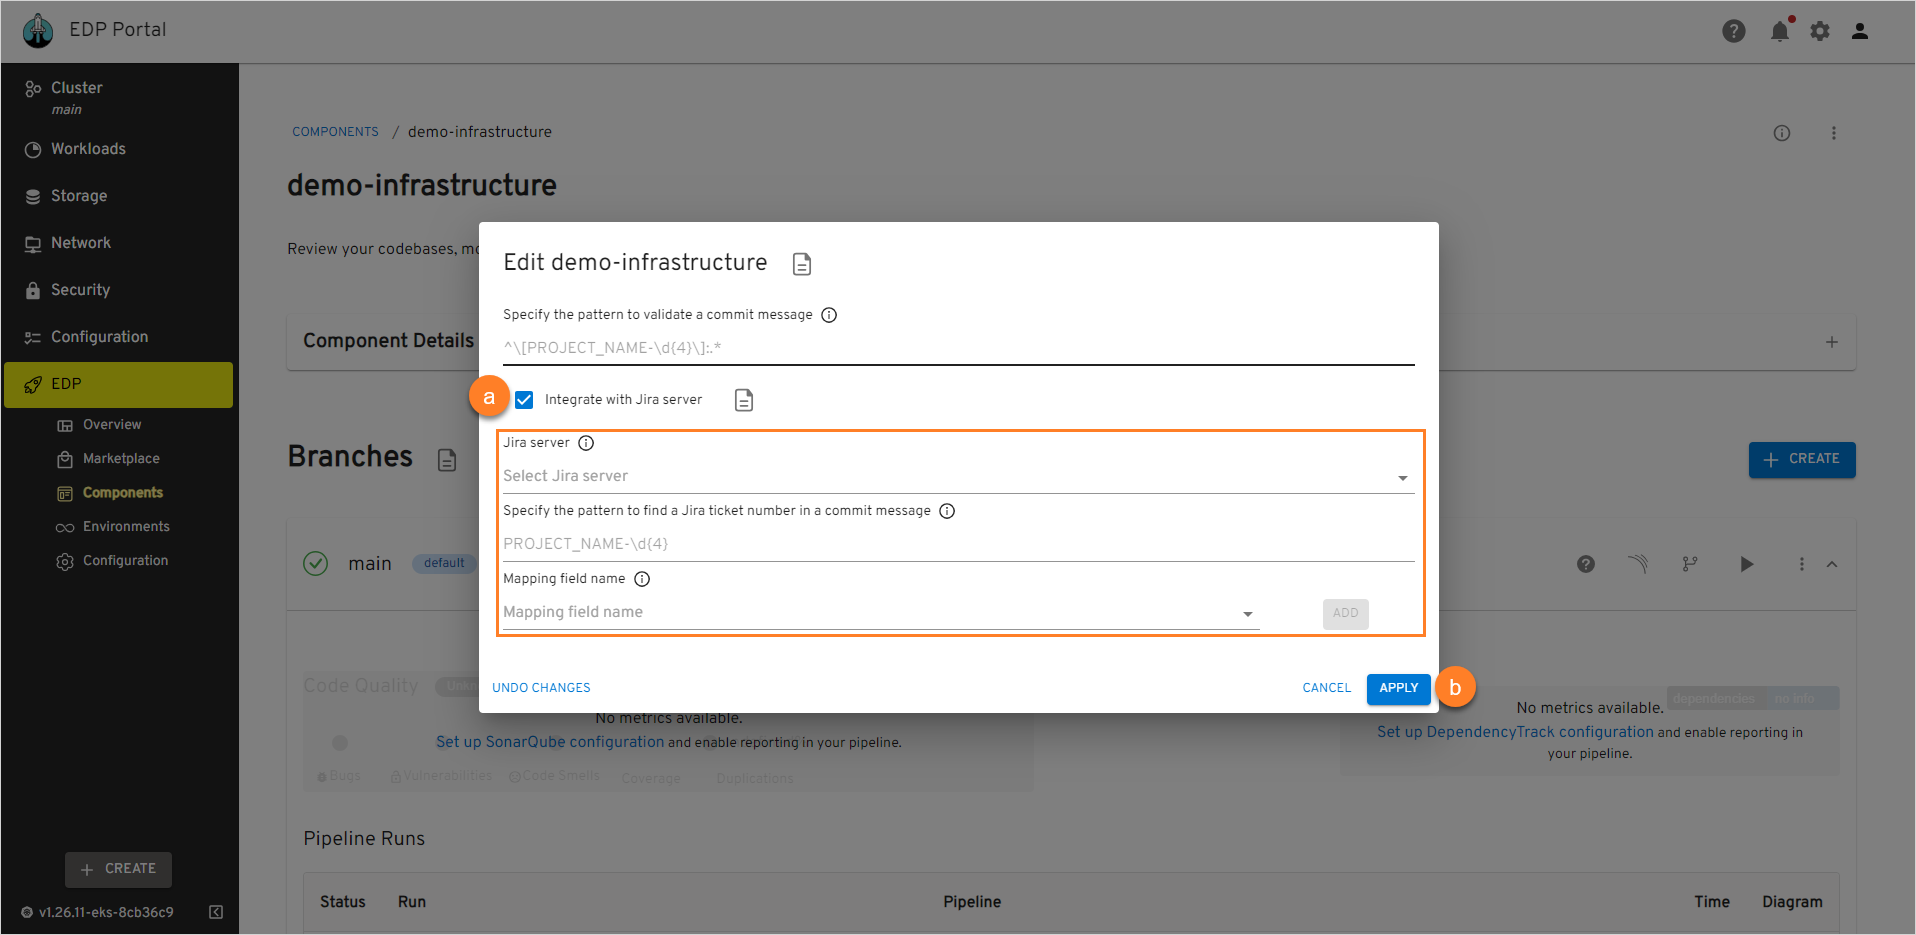 EDP Portal
Cluster
main
Workloads
Storage
Network
Security
Configuration
EDP
Overview
Marketplace
Components
Environments
Configuration
+ CREATE
v1.26.11-eks-8cb36c9
COMPONENTS / demo-infrastructure
demo-infrastructure
Review your codebases,
Component Details
Branches
+ CREATE
main default
Edit demo-infrastructure
Specify the pattern to validate a commit message
^\[PROJECT_NAME-\d{4}\]:.*
a
Integrate with Jira server
Jira server
Select Jira server
Specify the pattern to find a Jira ticket number in a commit message
PROJECT_NAME-\d{4}
Mapping field name
Mapping field name
ADD
UNDO CHANGES
CANCEL
APPLY
b
Code Quality
No metrics available.
Set up SonarQube configuration and enable reporting in your pipeline.
Bugs
Vulnerabilities
Code Smells
Coverage
Duplications
dependencies no info
No metrics available.
Set up DependencyTrack configuration and enable reporting in
your pipeline.
Pipeline Runs
Status Run Pipeline Time Diagram